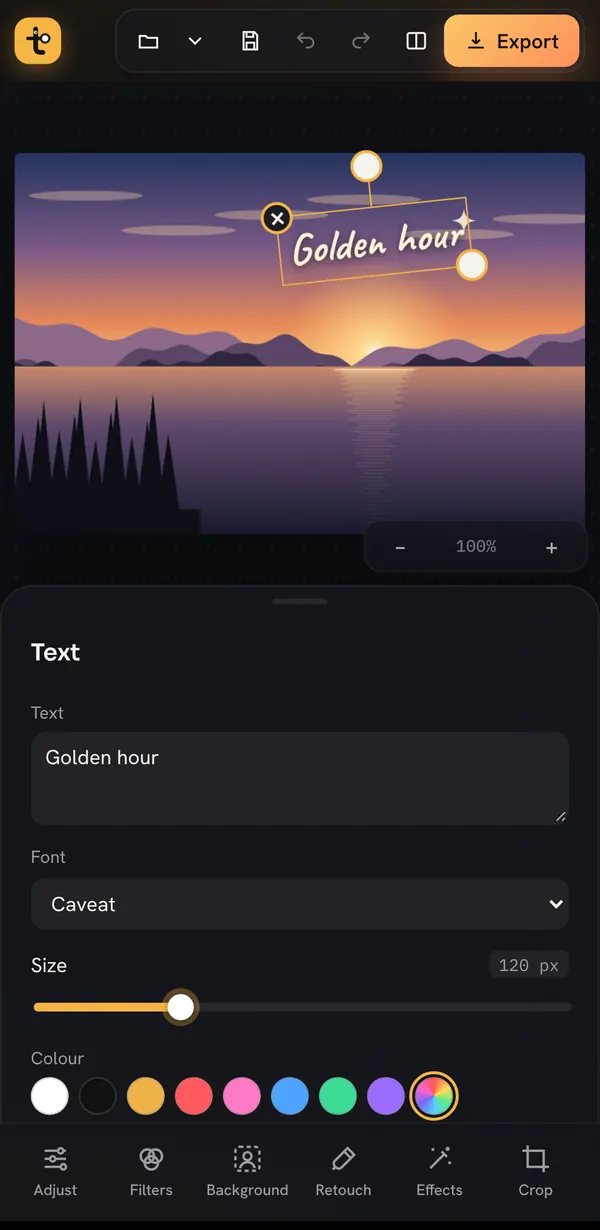 Export
Golden hour
100%
Text
Text
Golden hour
Font
Caveat
Size
120 px
Colour
Adjust
Filters
Background
Retouch
Effects
Crop